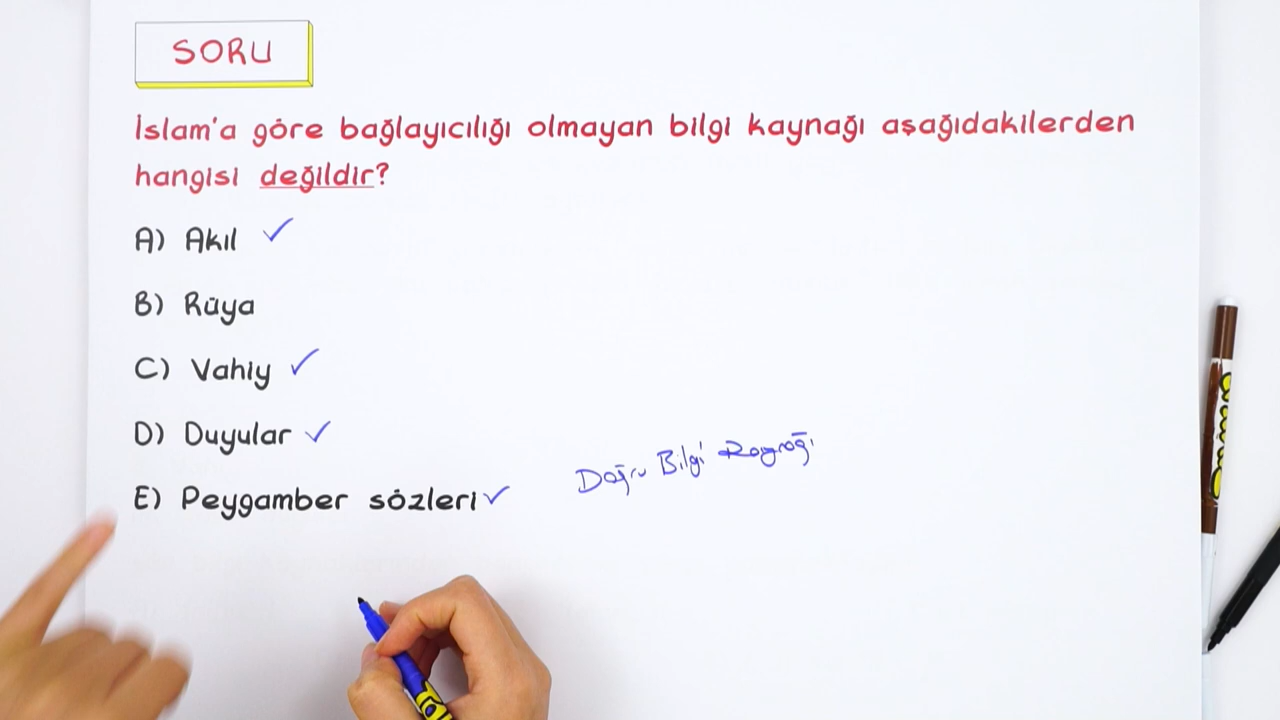 SORU
İslam'a göre bağlayıcılığı olmayan bilgi kaynağı aşağıdakilerden
hangisi değildir?
A) Akıl ✓
B) Rüya
C) Vahiy ✓
D) Duyular ✓
E) Peygamber sözleri ✓
Doğru Bilgi Kaynağı